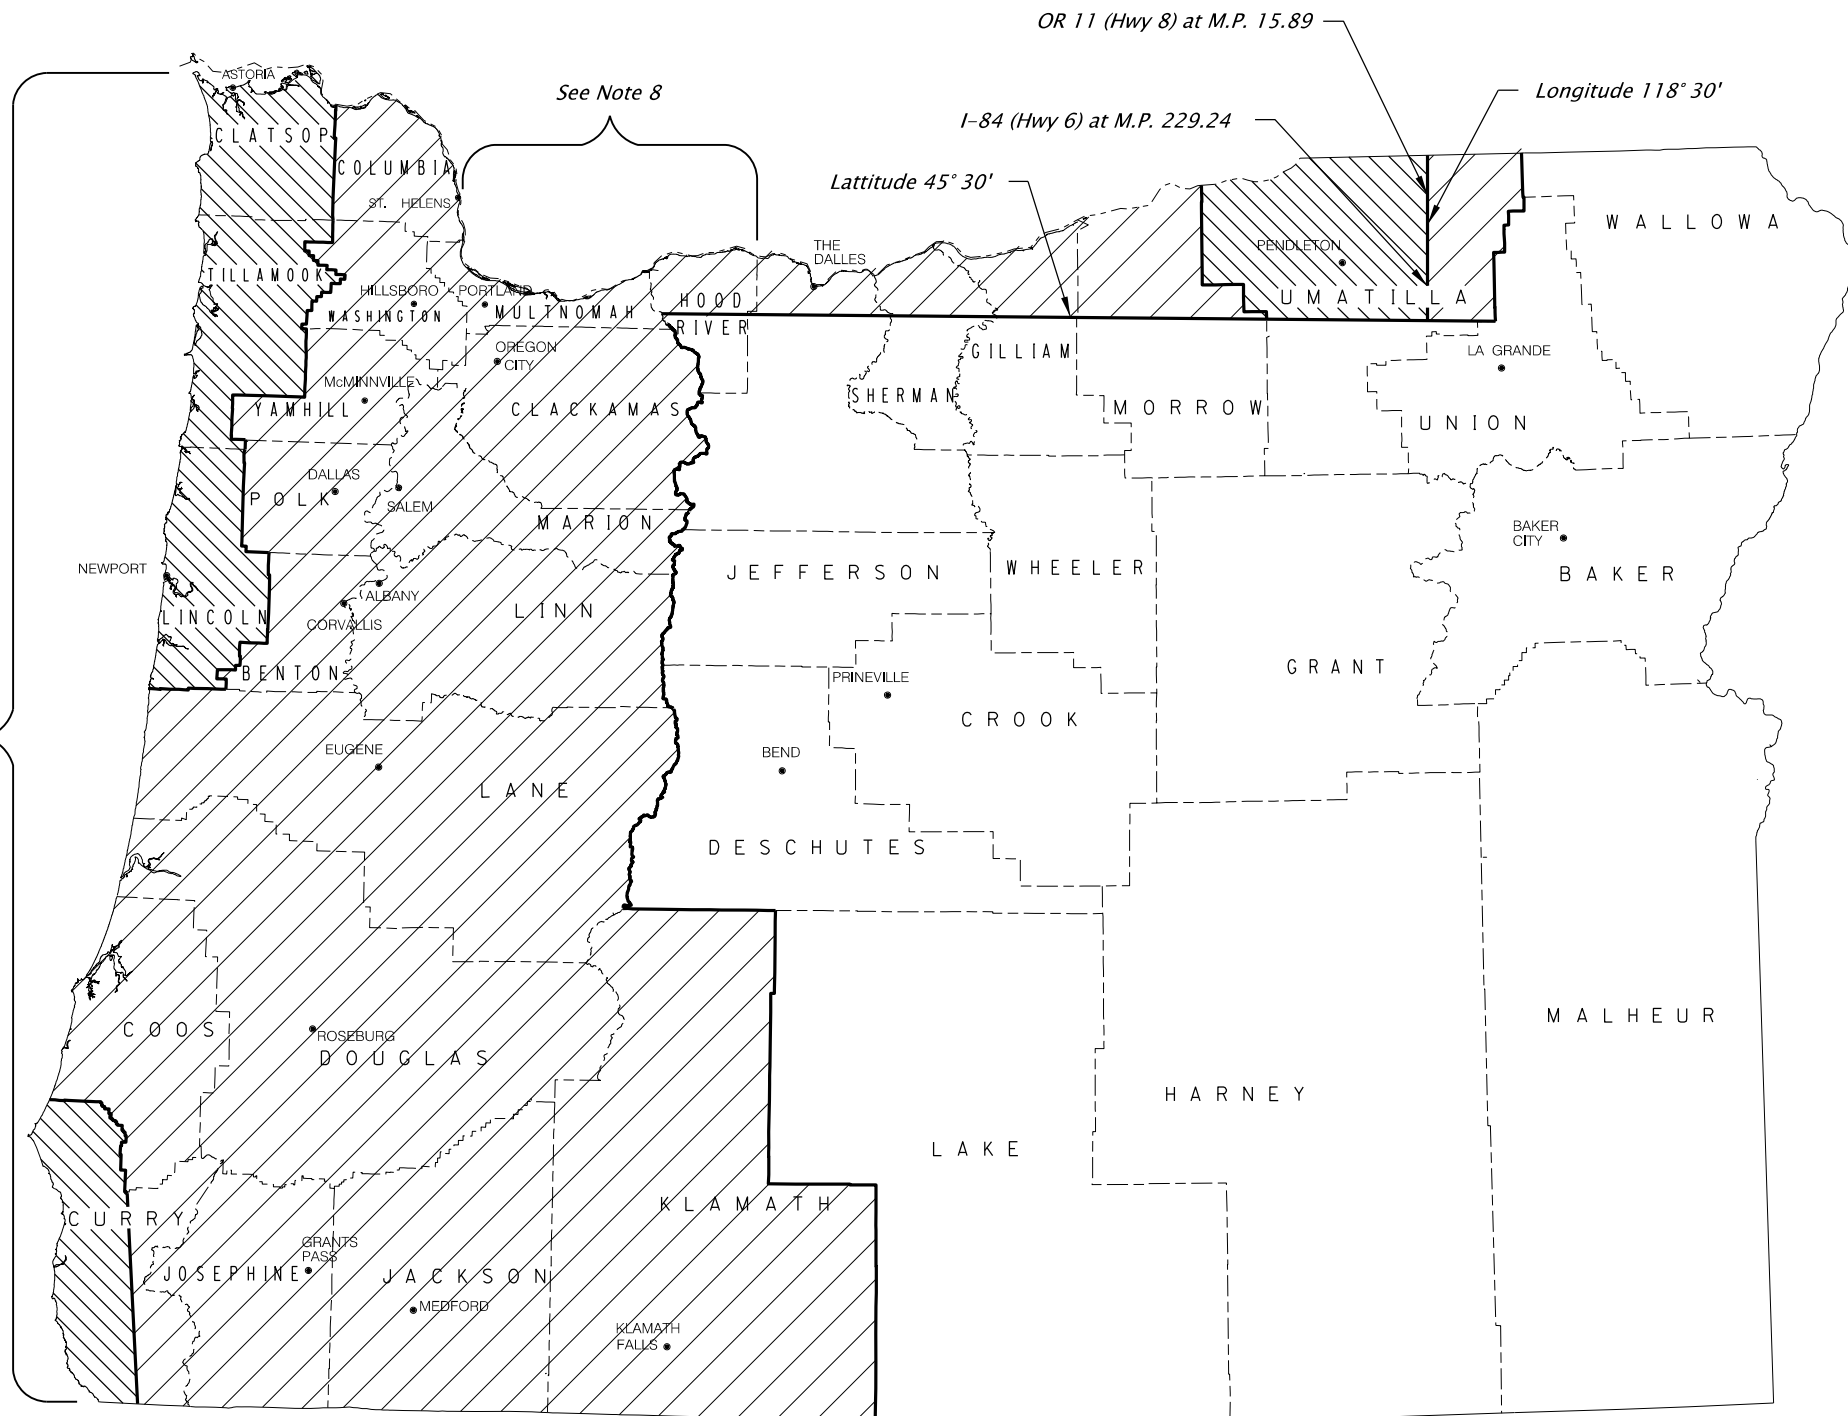 OR 11 (Hwy 8) at M.P. 15.89
ASTORIA
See Note 8
Longitude 118° 30'
I-84 (Hwy 6) at M.P. 229.24
CLATSOP
COLUMBIA
Lattitude 45° 30'
ST. HELENS
WALLOWA
THE
DALLES
PENDLETON
TILLAMOOK
HILLSBORO
PORTLAND
HOOD
RIVER
UMATILLA
WASHINGTON
MULTNOMAH
OREGON
CITY
GILLIAM
LA GRANDE
McMINNVILLE
YAMHILL
CLACKAMAS
SHERMAN
MORROW
UNION
DALLAS
POLK
SALEM
MARION
BAKER
CITY
NEWPORT
JEFFERSON
WHEELER
BAKER
ALBANY
LINN
LINCOLN
CORVALLIS
BENTON
PRINEVILLE
GRANT
CROOK
EUGENE
BEND
LANE
DESCHUTES
COOS
ROSEBURG
DOUGLAS
MALHEUR
HARNEY
LAKE
KLAMATH
CURRY
GRANTS
PASS
JOSEPHINE
JACKSON
MEDFORD
KLAMATH
FALLS